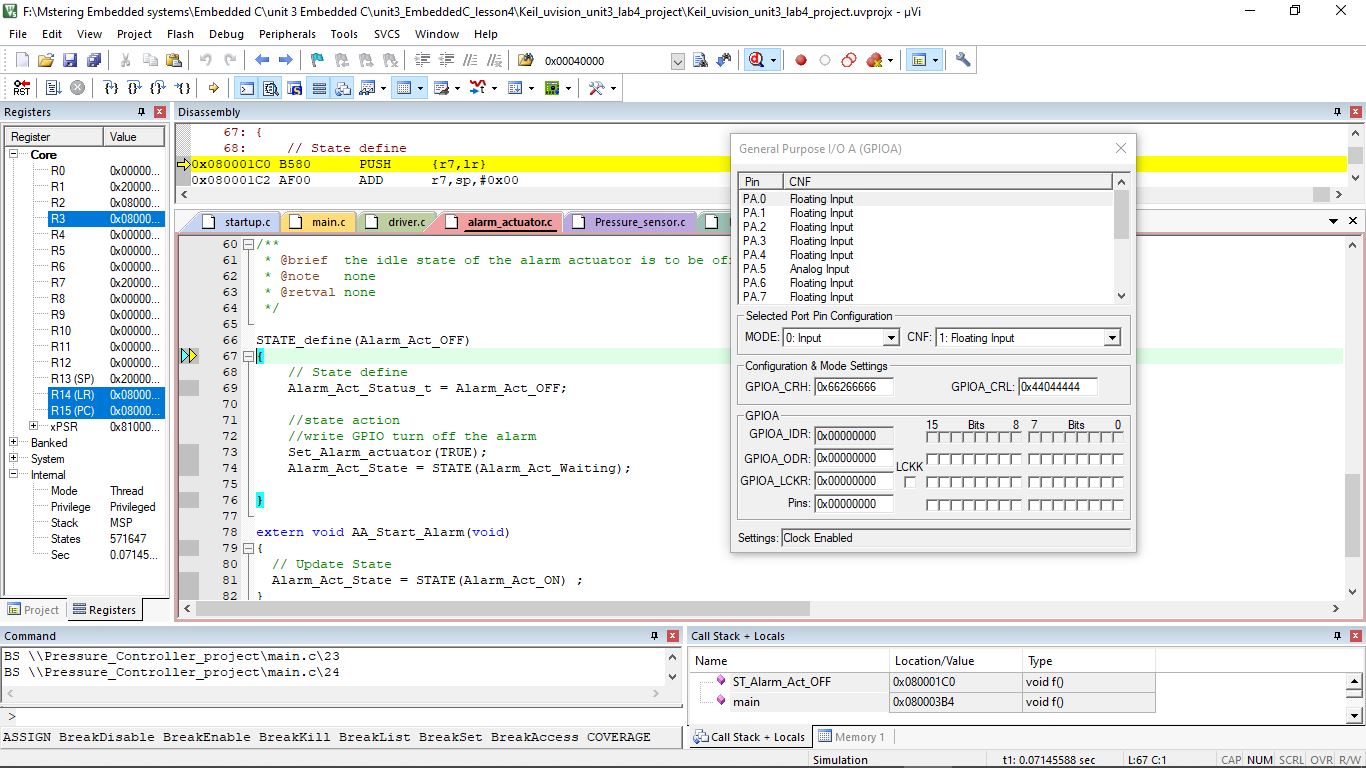 F:\Mstering Embedded systems\Embedded C\unit 3 Embedded C\unit3_EmbeddedC_lesson4\Keil_uvision_unit3_lab4_project\Keil_uvision_unit3_lab4_project.uvprojx - µVi
File Edit View Project Flash Debug Peripherals Tools SVCS Window Help
0x00040000
RST
Registers
Register Value
Core
R0 0x00000...
R1 0x20000...
R2 0x08000...
R3 0x08000...
R4 0x00000...
R5 0x00000...
R6 0x00000...
R7 0x20000...
R8 0x00000...
R9 0x00000...
R10 0x00000...
R11 0x00000...
R12 0x00000...
R13 (SP) 0x20000...
R14 (LR) 0x08000...
R15 (PC) 0x08000...
xPSR 0x81000...
Banked
System
Internal
Mode Thread
Privilege Privileged
Stack MSP
States 571647
Sec 0.07145...
Project Registers
Disassembly
67: {
68: // State define
0x080001C0 B580 PUSH {r7,lr}
0x080001C2 AF00 ADD r7,sp,#0x00
startup.c main.c driver.c alarm_actuator.c Pressure_sensor.c
60 /**
61 * @brief the idle state of the alarm actuator is to be of
62 * @note none
63 * @retval none
64 */
65
66 STATE_define(Alarm_Act_OFF)
67 {
68 // State define
69 Alarm_Act_Status_t = Alarm_Act_OFF;
70
71 //state action
72 //write GPIO turn off the alarm
73 Set_Alarm_actuator(TRUE);
74 Alarm_Act_State = STATE(Alarm_Act_Waiting);
75
76 }
77
78 extern void AA_Start_Alarm(void)
79 {
80 // Update State
81 Alarm_Act_State = STATE(Alarm_Act_ON) ;
82 }
General Purpose I/O A (GPIOA)
Pin CNF
PA.0 Floating Input
PA.1 Floating Input
PA.2 Floating Input
PA.3 Floating Input
PA.4 Floating Input
PA.5 Analog Input
PA.6 Floating Input
PA.7 Floating Input
Selected Port Pin Configuration
MODE: 0: Input CNF: 1: Floating Input
Configuration & Mode Settings
GPIOA_CRH: 0x66266666 GPIOA_CRL: 0x44044444
GPIOA
15 Bits 8 7 Bits 0
GPIOA_IDR: 0x00000000
GPIOA_ODR: 0x00000000
LCKK
GPIOA_LCKR: 0x00000000
Pins: 0x00000000
Settings: Clock Enabled
Command
BS \\Pressure_Controller_project\main.c\23
BS \\Pressure_Controller_project\main.c\24
>
ASSIGN BreakDisable BreakEnable BreakKill BreakList BreakSet BreakAccess COVERAGE
Call Stack + Locals
Name Location/Value Type
ST_Alarm_Act_OFF 0x080001C0 void f()
main 0x080003B4 void f()
Call Stack + Locals Memory 1
Simulation t1: 0.07145588 sec L:67 C:1 CAP NUM SCRL OVR R/W